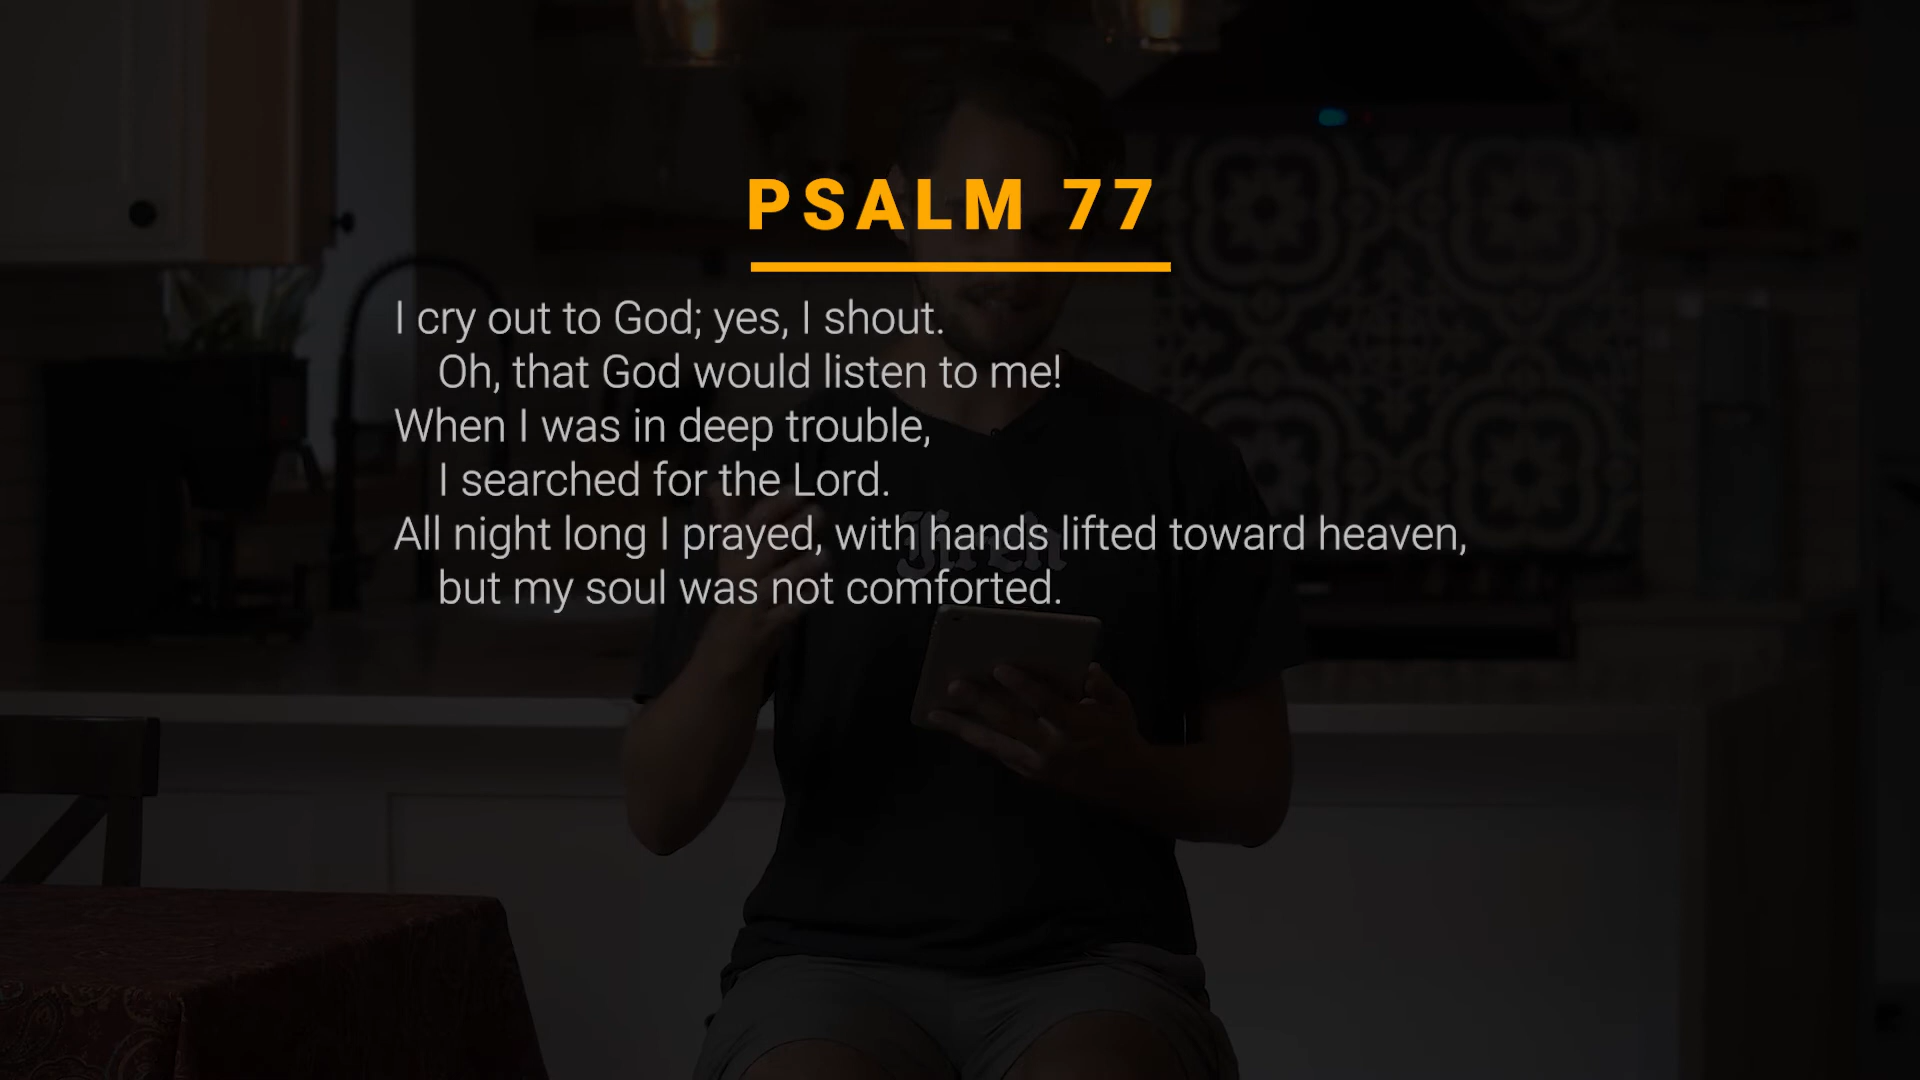 PSALM 77
I cry out to God; yes, I shout.
Oh, that God would listen to me!
When I was in deep trouble,
I searched for the Lord.
All night long I prayed, with hands lifted toward heaven,
but my soul was not comforted.